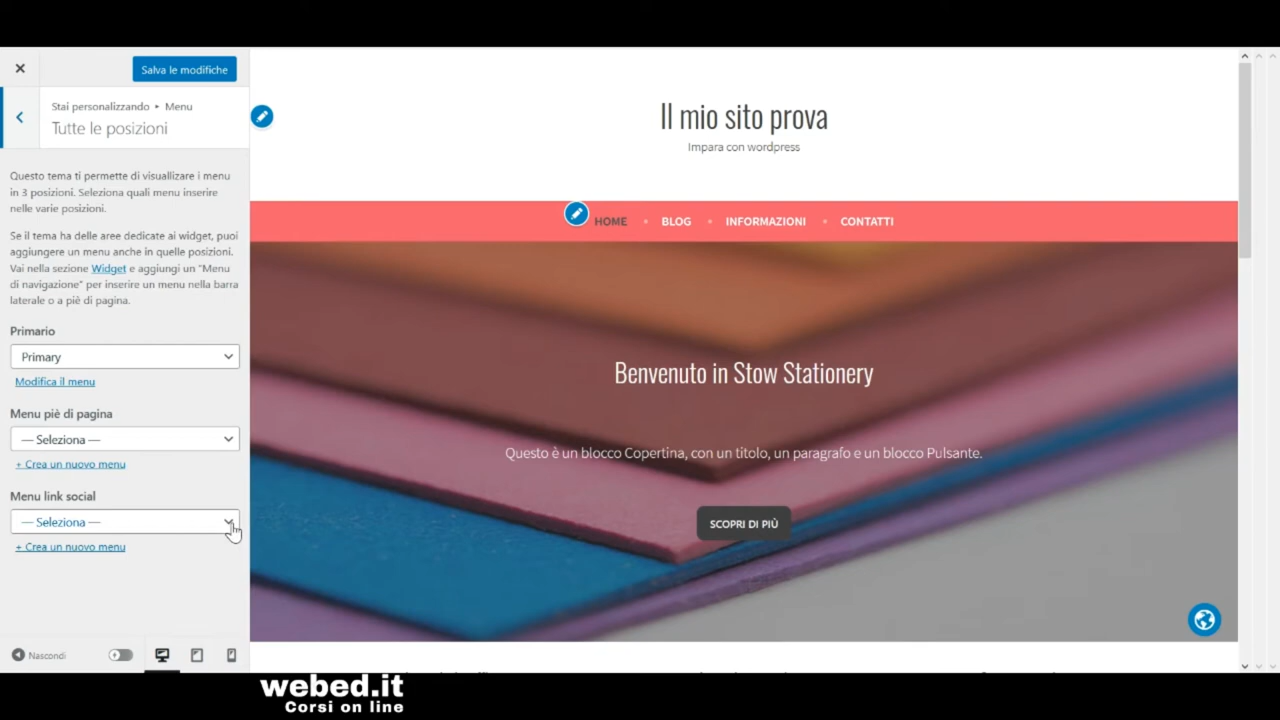 Salva le modifiche
Stai personalizzando ▸ Menu
Tutte le posizioni
Questo tema ti permette di visualizzare i menu
in 3 posizioni. Seleziona quali menu inserire
nelle varie posizioni.
Se il tema ha delle aree dedicate ai widget, puoi
aggiungere un menu anche in quelle posizioni.
Vai nella sezione Widget e aggiungi un "Menu
di navigazione" per inserire un menu nella barra
laterale o a piè di pagina.
Primario
Primary
Modifica il menu
Menu piè di pagina
— Seleziona —
+ Crea un nuovo menu
Menu link social
— Seleziona —
+ Crea un nuovo menu
Nascondi
Il mio sito prova
Impara con wordpress
HOME • BLOG • INFORMAZIONI • CONTATTI
Benvenuto in Stow Stationery
Questo è un blocco Copertina, con un titolo, un paragrafo e un blocco Pulsante.
SCOPRI DI PIÙ
webed.it
Corsi on line